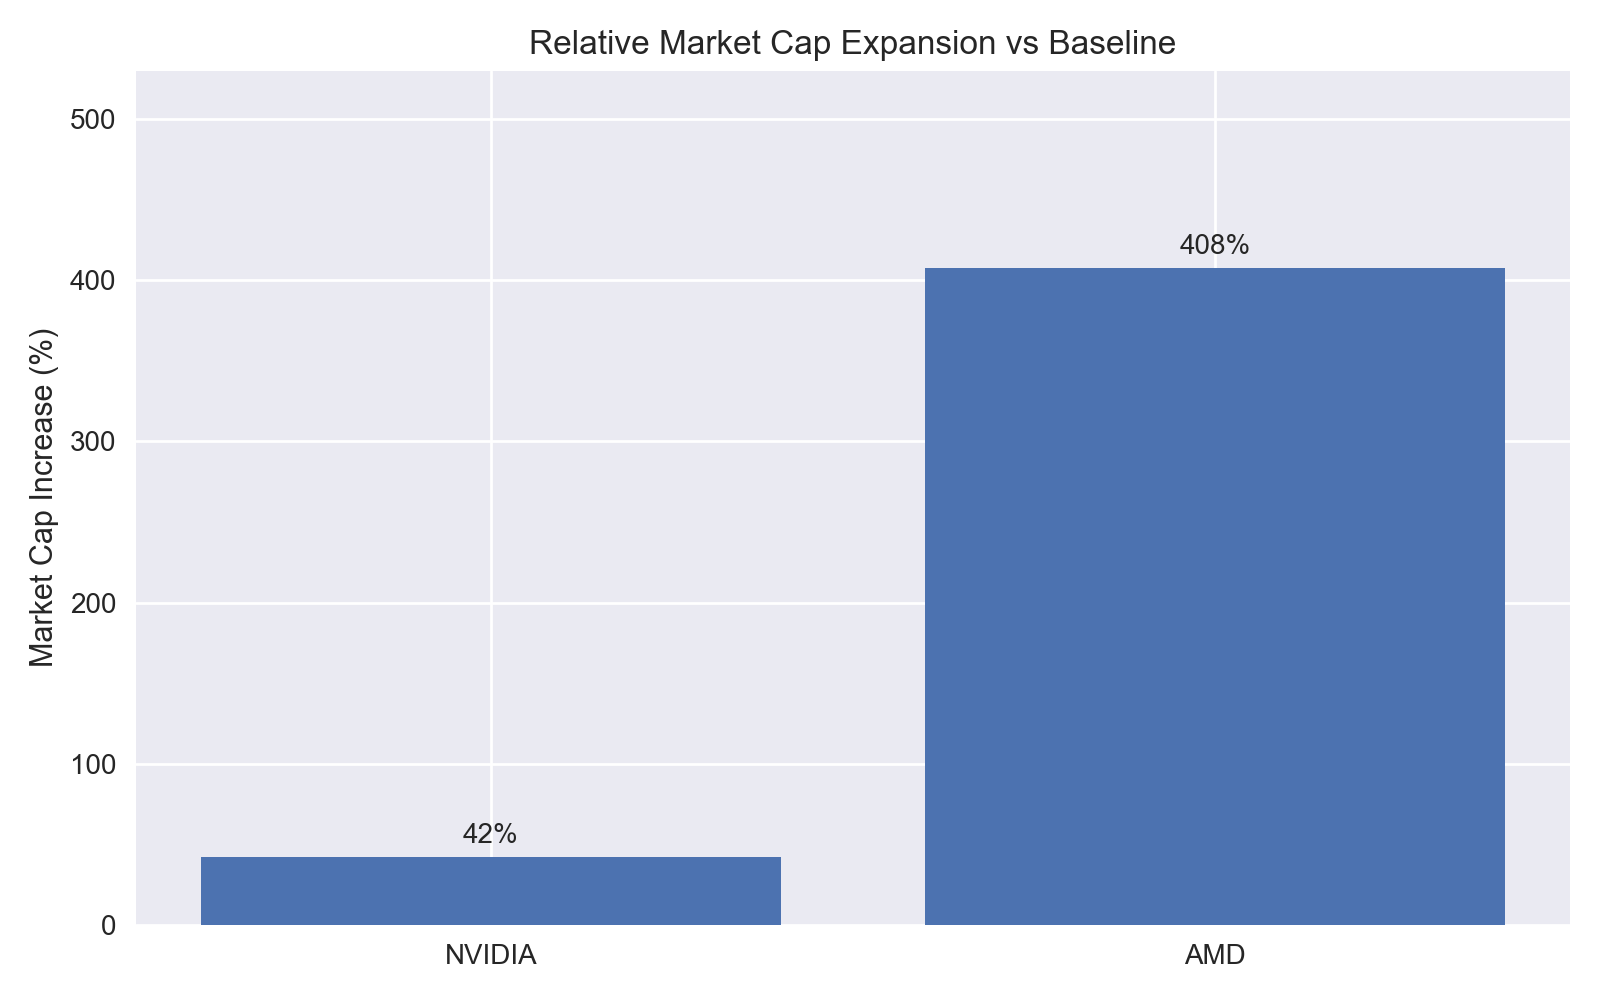 Relative Market Cap Expansion vs Baseline
Market Cap Increase (%)
500
400
300
200
100
0
408%
42%
NVIDIA
AMD